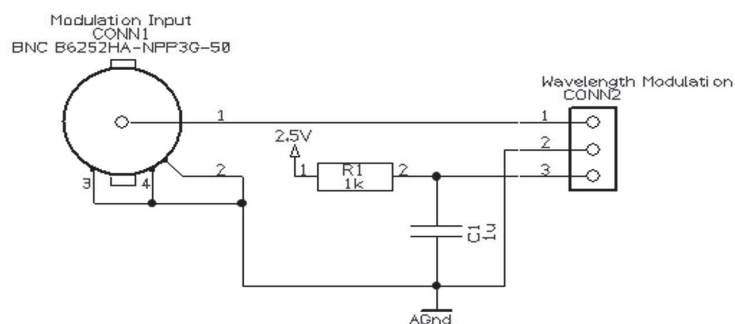 Modulation Input
CONN1
BNC B6252HA-NPP3G-50
Wavelength Modulation
CONN2
1
1
2.5V
2
R1
1
2
3
1k
3
4
2
C1
1u
AGnd